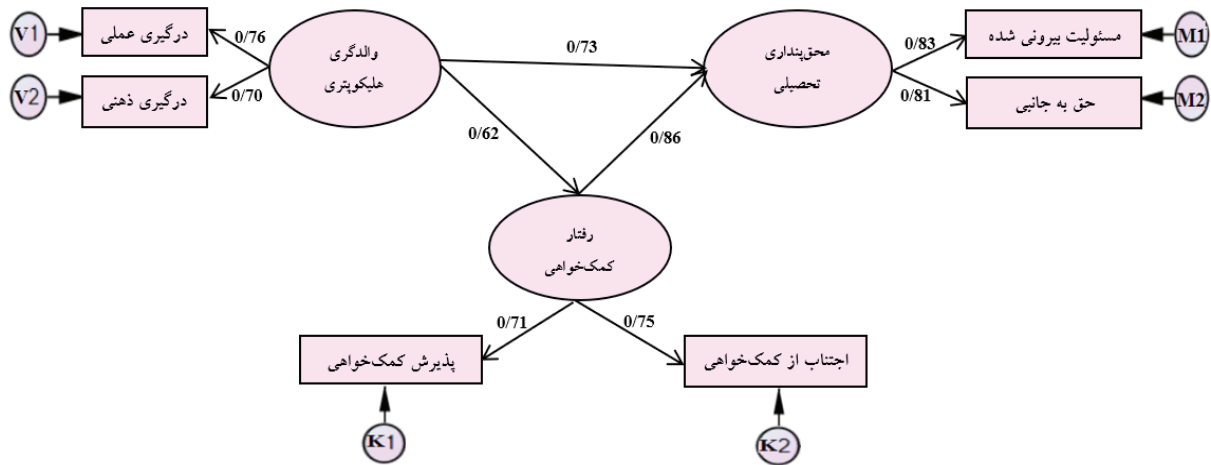 V1
درگیری عملی
0/76
V2
درگیری ذهنی
0/70
والدگری
هلیکوپتری
0/73
0/62
0/86
محق‌پنداری
تحصیلی
0/83
مسئولیت بیرونی شده
M1
0/81
حق به جانبی
M2
رفتار
کمک‌خواهی
0/71
0/75
پذیرش کمک‌خواهی
اجتناب از کمک‌خواهی
K1
K2